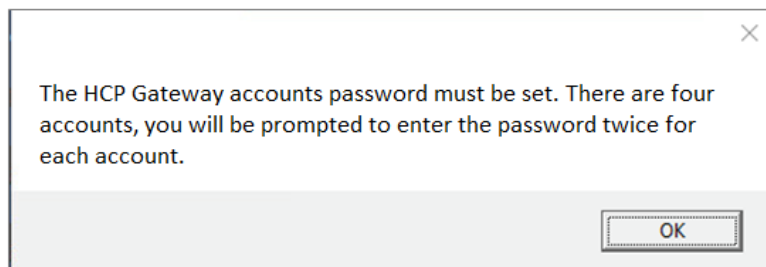 The HCP Gateway accounts password must be set. There are four
accounts, you will be prompted to enter the password twice for
each account.
OK